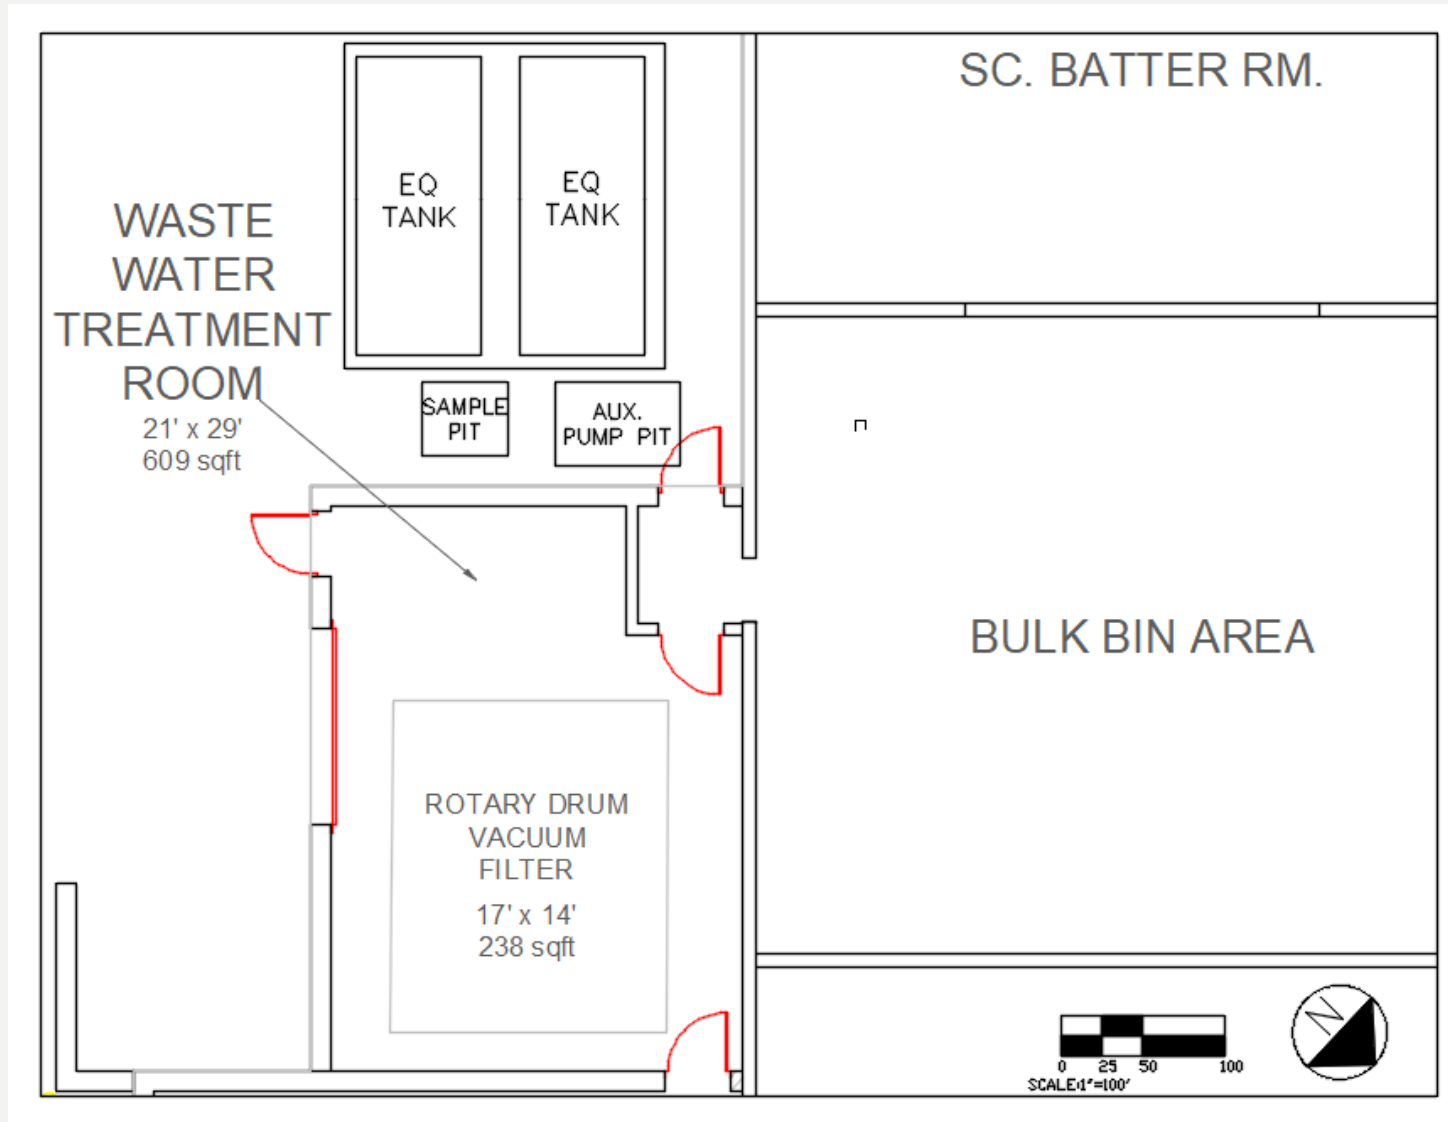 SC. BATTER RM.
EQ
TANK
EQ
TANK
WASTE
WATER
TREATMENT
ROOM
21' x 29'
609 sqft
SAMPLE
PIT
AUX.
PUMP PIT
BULK BIN AREA
ROTARY DRUM
VACUUM
FILTER
17' x 14'
238 sqft
N
0 25 50 100
SCALE:1"=100'